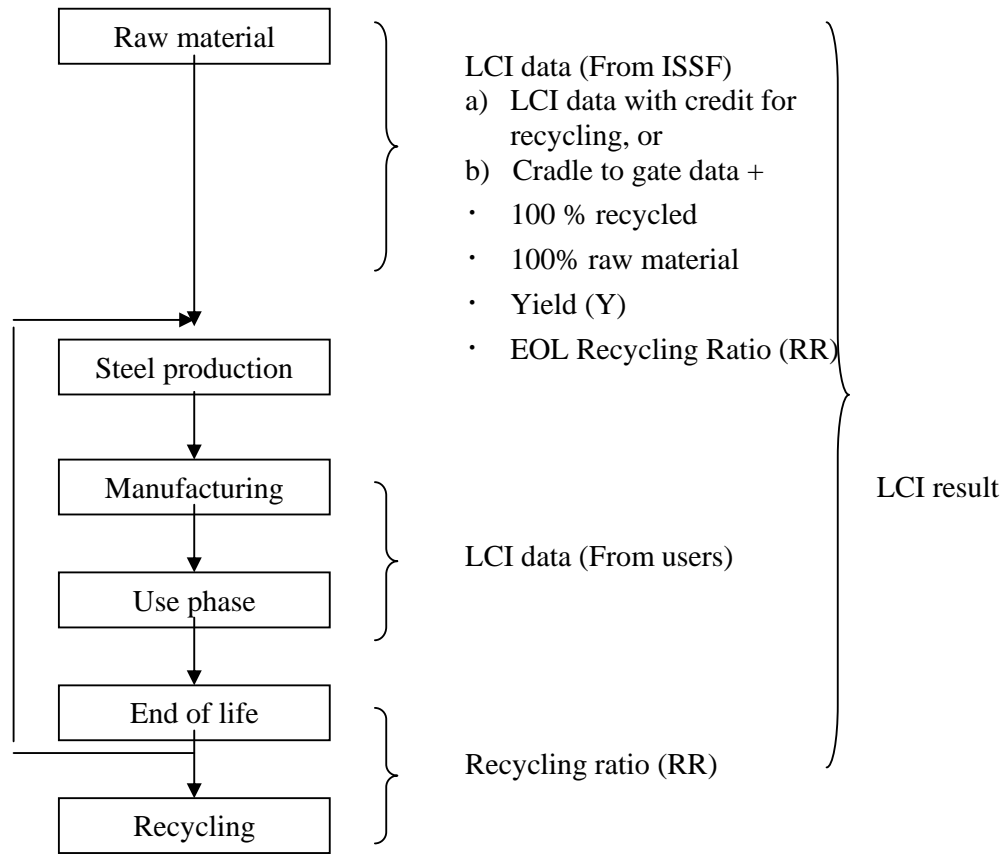 Raw material
LCI data (From ISSF)
a) LCI data with credit for
recycling, or
b) Cradle to gate data +
・ 100 % recycled
・ 100% raw material
・ Yield (Y)
・ EOL Recycling Ratio (RR)
Steel production
Manufacturing
LCI result
LCI data (From users)
Use phase
End of life
Recycling ratio (RR)
Recycling